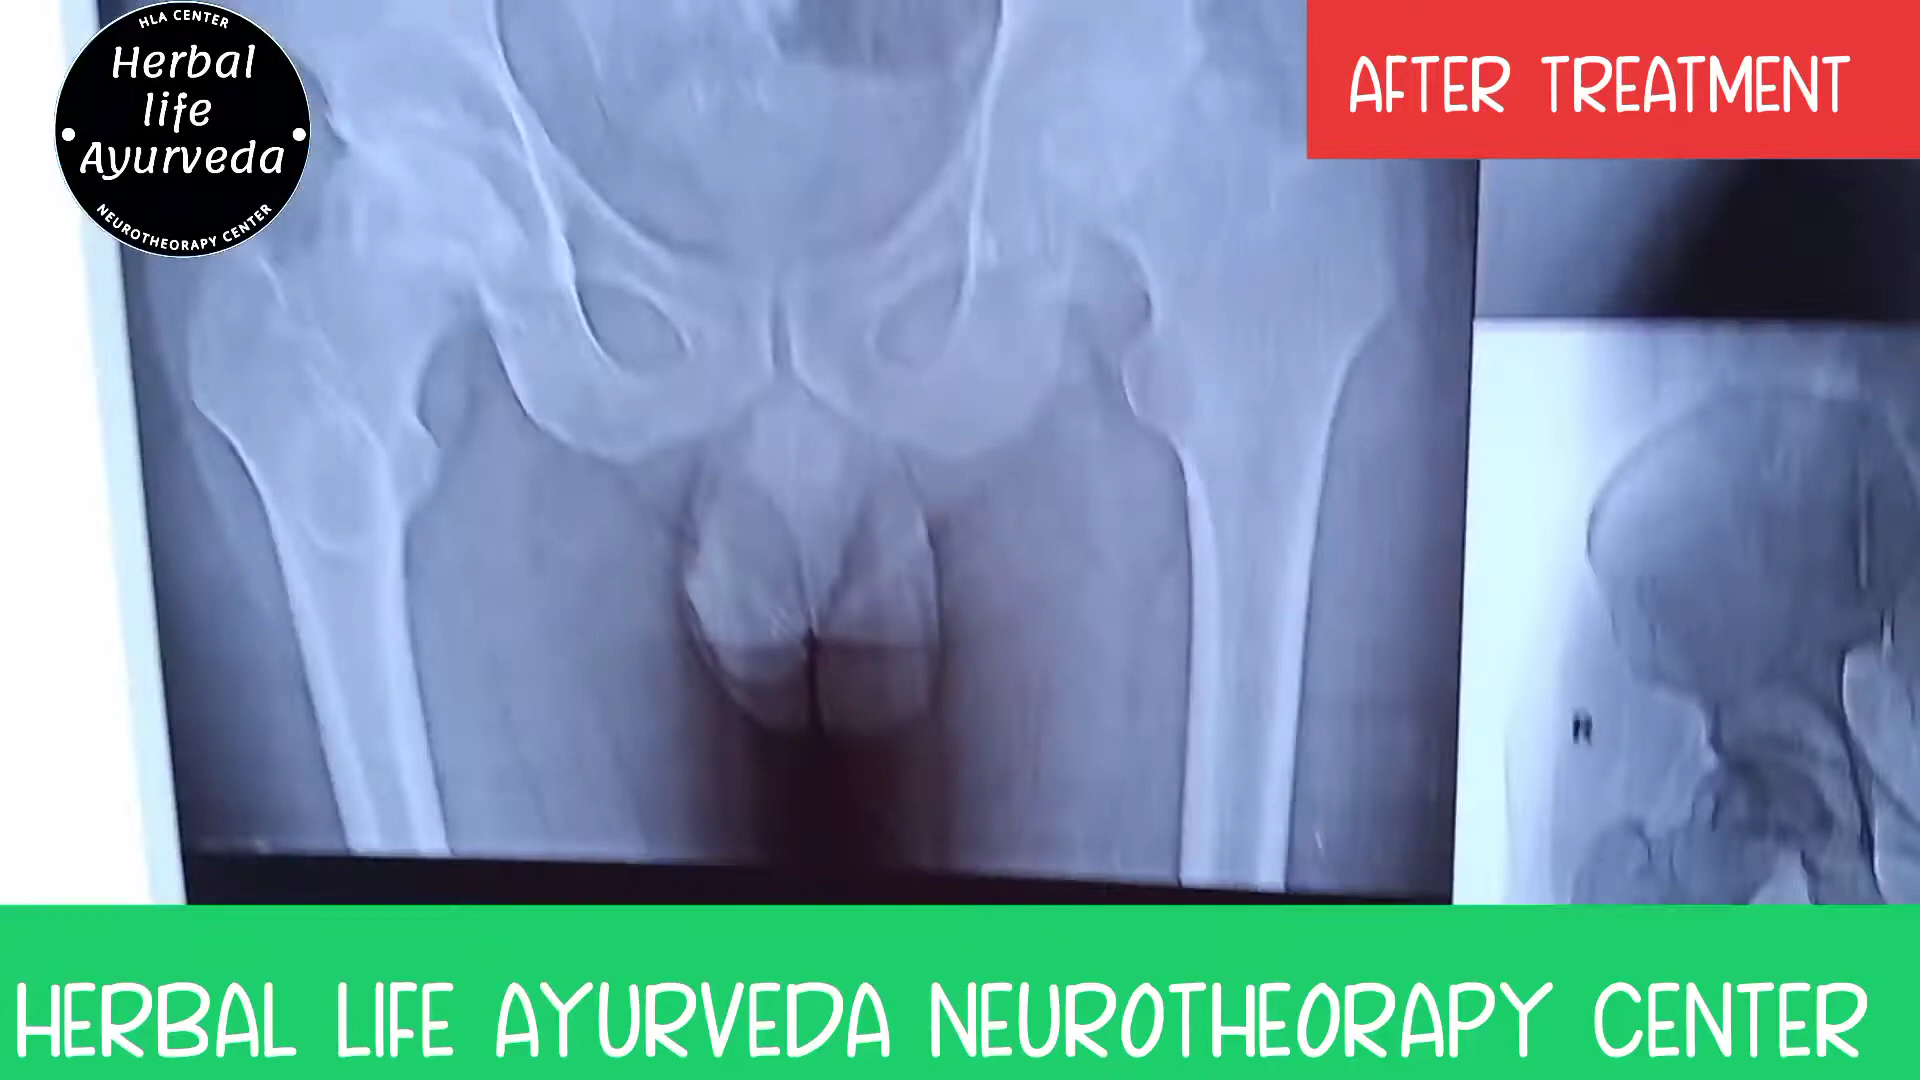 HLA CENTER
Herbal
life
Ayurveda
NEUROTHEORAPY CENTER
AFTER TREATMENT
HERBAL LIFE AYURVEDA NEUROTHEORAPY CENTER